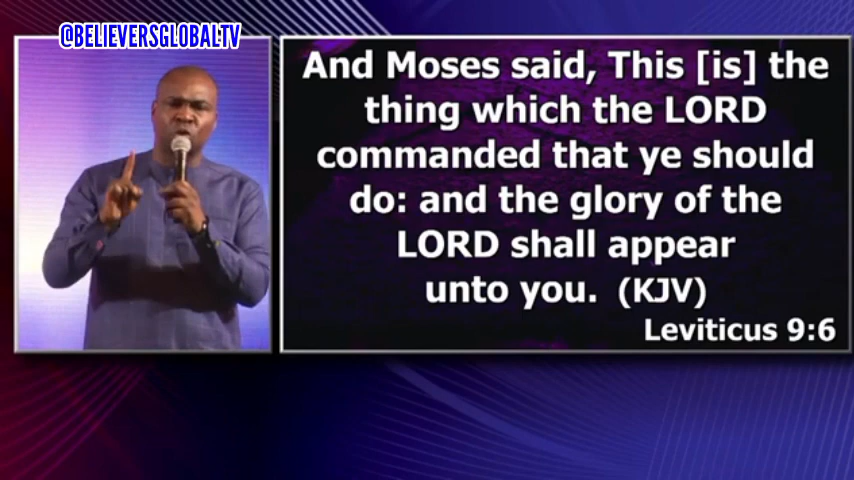 @BELIEVERSGLOBALTV
And Moses said, This [is] the
thing which the LORD
commanded that ye should
do: and the glory of the
LORD shall appear
unto you. (KJV)
Leviticus 9:6